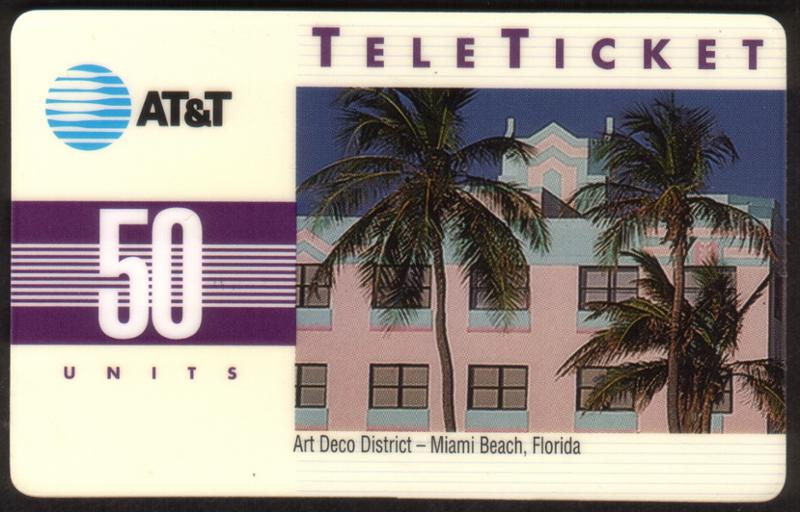 TELETICKET
AT&T
50
UNITS
Art Deco District – Miami Beach, Florida